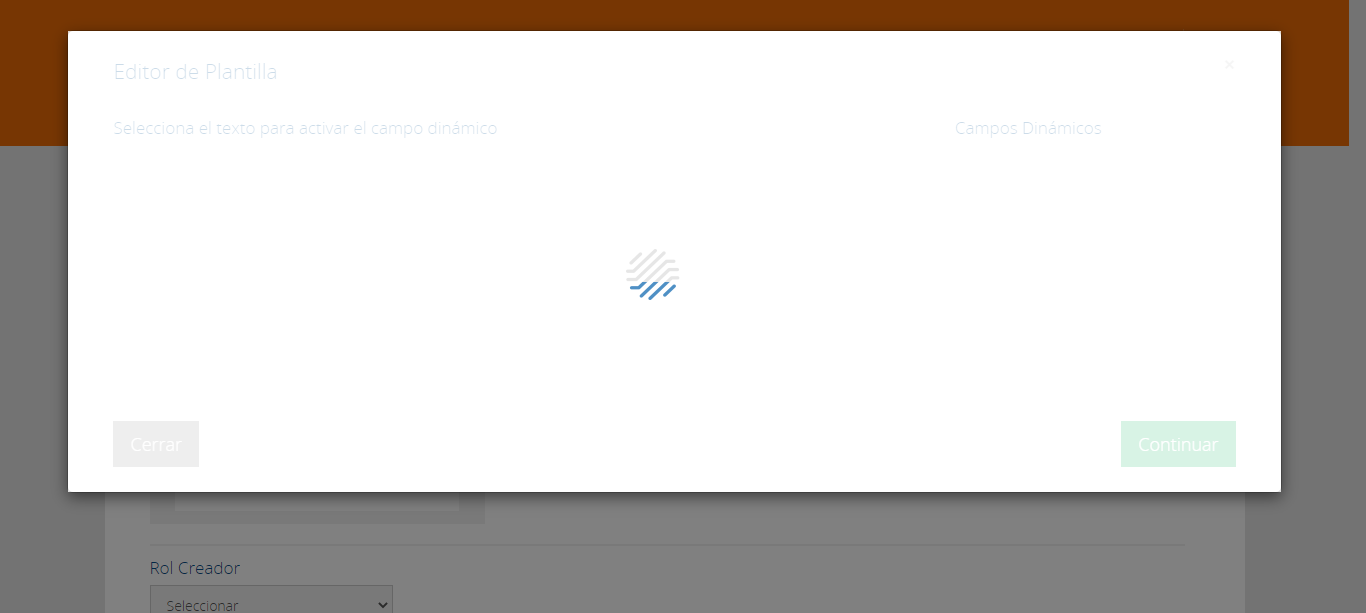 Editor de Plantilla
×
Selecciona el texto para activar el campo dinámico
Campos Dinámicos
Cerrar
Continuar
Rol Creador
Seleccionar